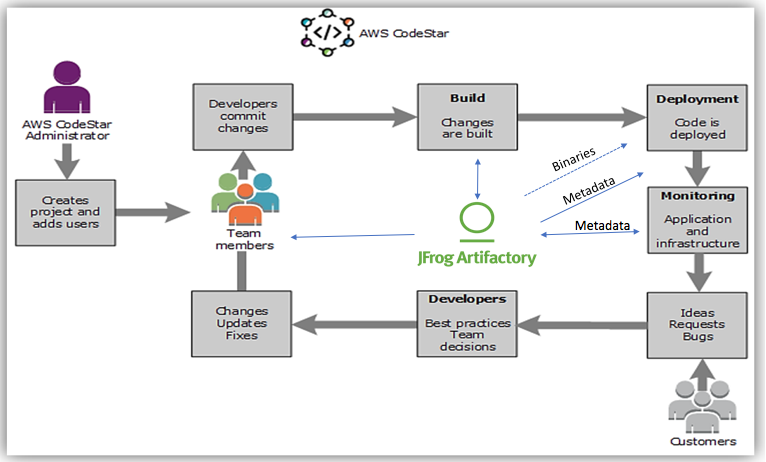 AWS CodeStar
AWS CodeStar
Administrator
Creates
project and
adds users
Developers
commit
changes
Team
members
Build
Changes
are built
Deployment
Code is
deployed
Binaries
Metadata
Metadata
JFrog Artifactory
Monitoring
Application
and
infrastructure
Changes
Updates
Fixes
Developers
Best practices
Team
decisions
Ideas
Requests
Bugs
Customers